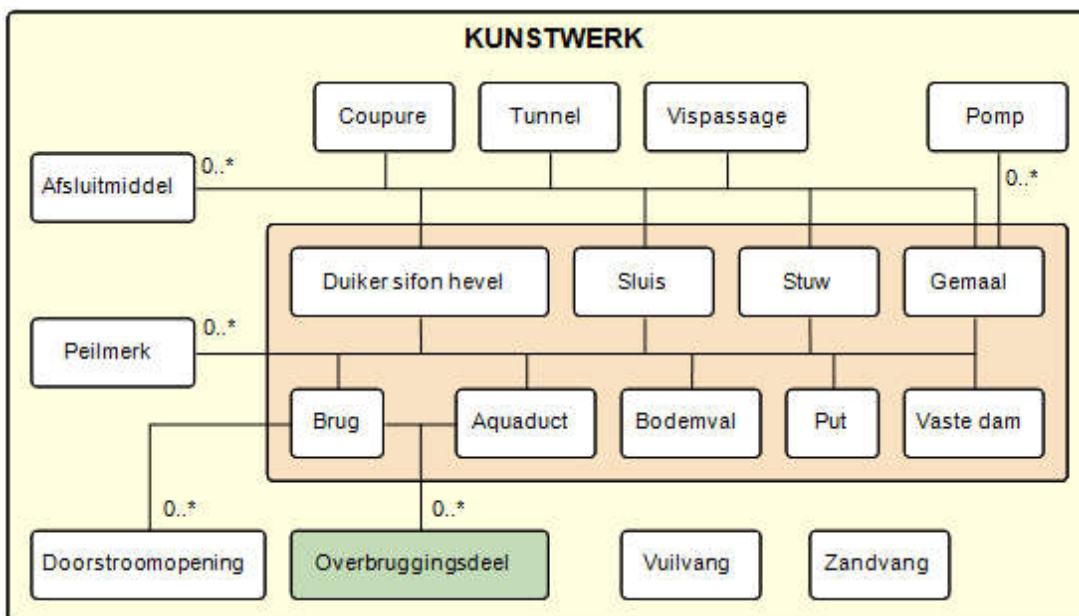 KUNSTWERK
Coupure
Tunnel
Vispassage
Pomp
Afsluitmiddel
0..*
0..*
Duiker sifon hevel
Sluis
Stuw
Gemaal
Peilmerk
0..*
Brug
Aquaduct
Bodemval
Put
Vaste dam
0..*
0..*
Doorstroomopening
Overbruggingsdeel
Vuilvang
Zandvang